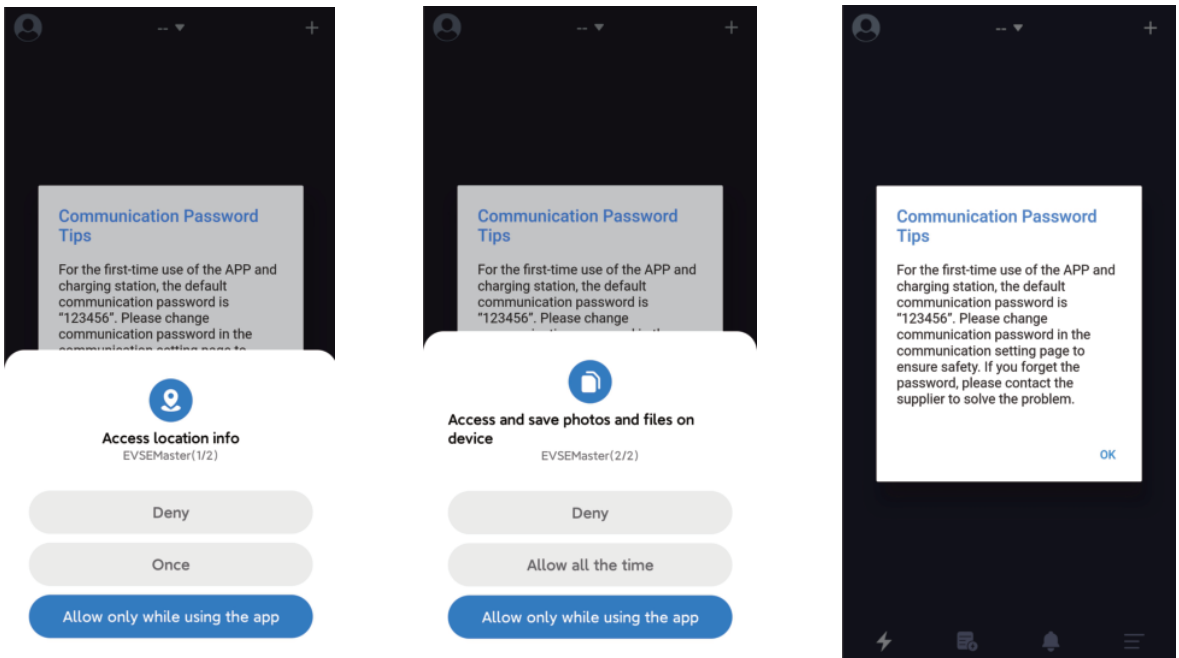 --
Communication Password
Tips
For the first-time use of the APP and
charging station, the default
communication password is
“123456”. Please change
communication password in the
communication setting page to
Access location info
EVSEMaster(1/2)
Deny
Once
Allow only while using the app
--
Communication Password
Tips
For the first-time use of the APP and
charging station, the default
communication password is
“123456”. Please change
Access and save photos and files on
device
EVSEMaster(2/2)
Deny
Allow all the time
Allow only while using the app
--
Communication Password
Tips
For the first-time use of the APP and
charging station, the default
communication password is
“123456”. Please change
communication password in the
communication setting page to
ensure safety. If you forget the
password, please contact the
supplier to solve the problem.
OK